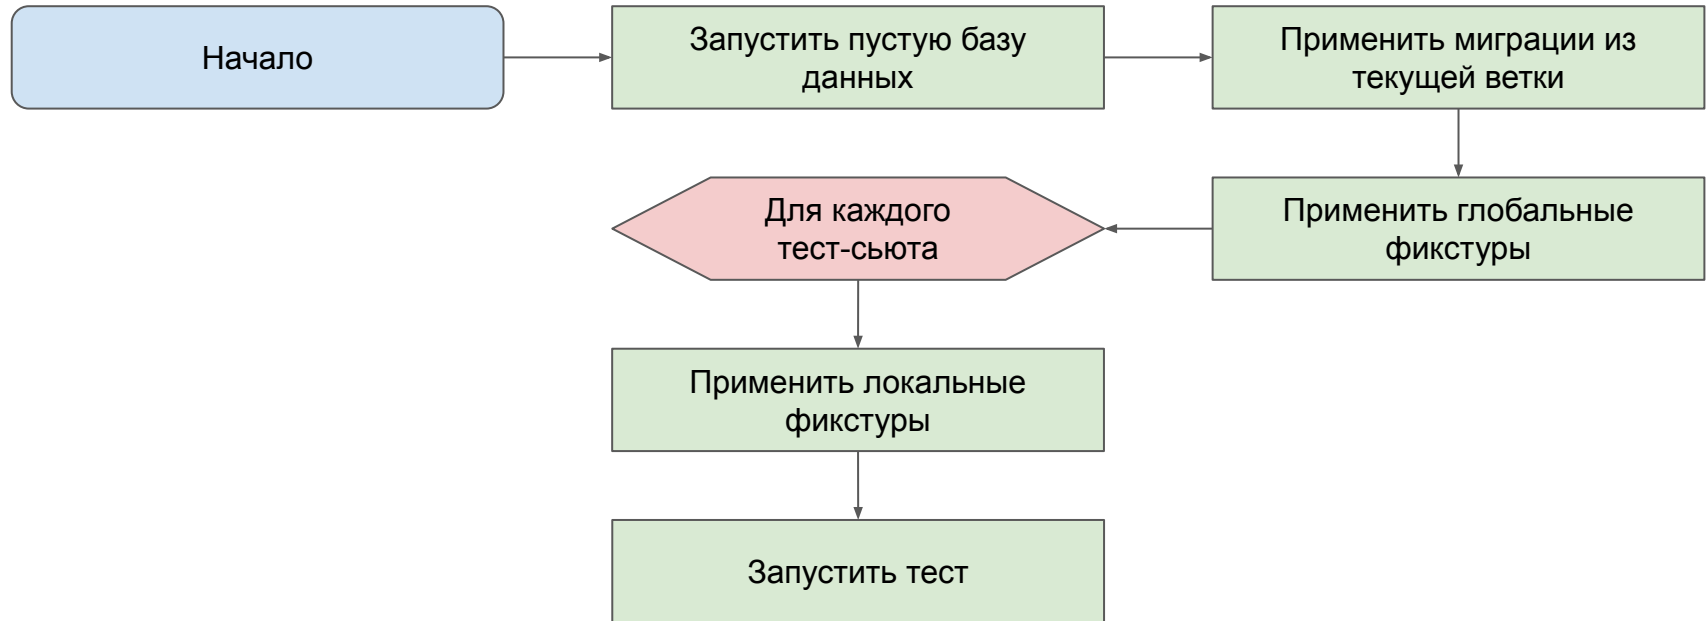 Начало
Запустить пустую базу
данных
Применить миграции из
текущей ветки
Применить глобальные
фикстуры
Для каждого
тест-сьюта
Применить локальные
фикстуры
Запустить тест